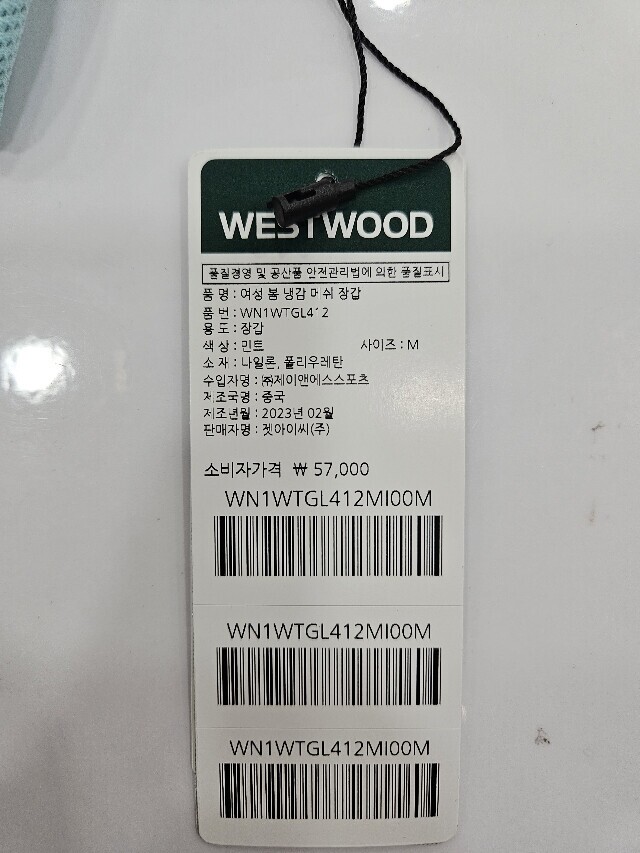 WESTWOOD
품질경영 및 공산품 안전관리법에 의한 품질표시
품 명 : 여성 봄 냉감 메쉬 장갑
품 번 : WN1WTGL412
용 도 : 장갑
색 상 : 민트 사이즈 : M
소 재 : 나일론, 폴리우레탄
수입자명 : ㈜제이앤에스스포츠
제조국명 : 중국
제조년월 : 2023년 02월
판매자명 : 젯아이씨(주)
소비자가격 ₩ 57,000
WN1WTGL412MI00M
WN1WTGL412MI00M
WN1WTGL412MI00M